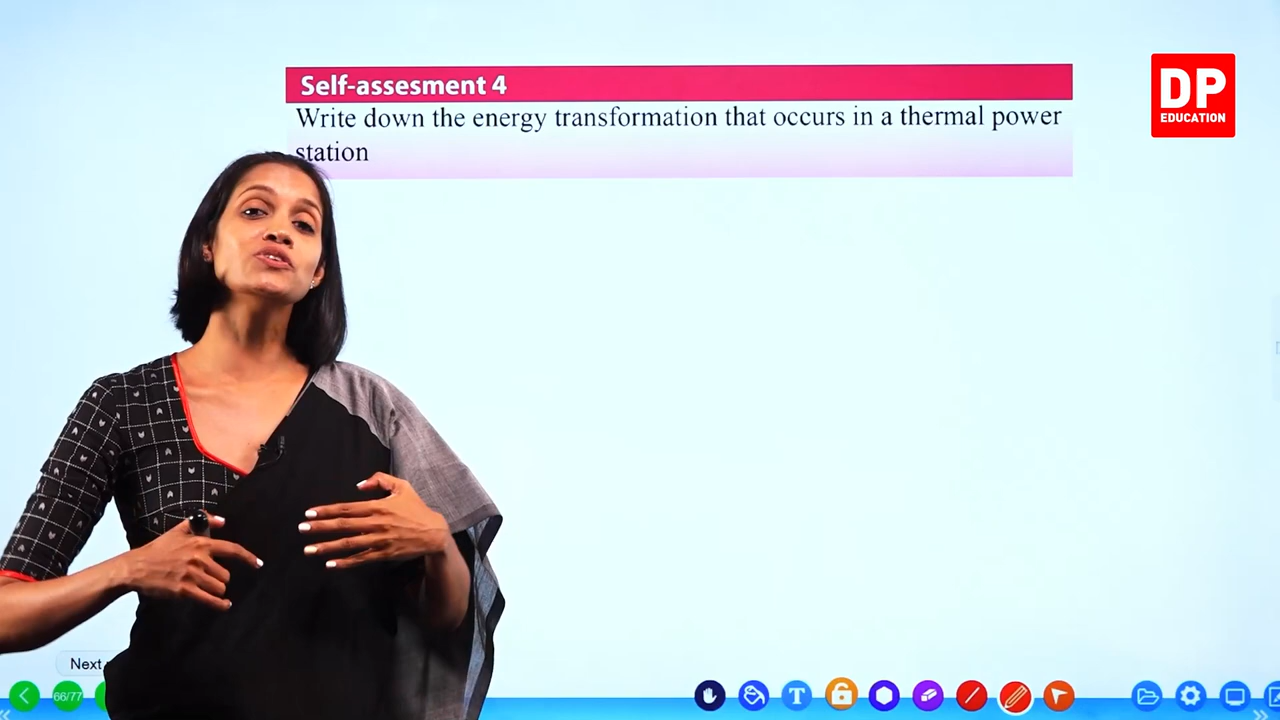 Self-assesment 4
Write down the energy transformation that occurs in a thermal power
station
DP
EDUCATION
Next
66/77
T